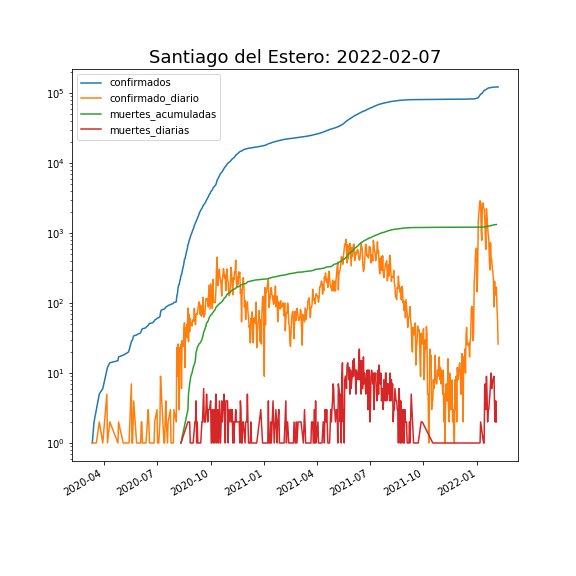 Santiago del Estero: 2022-02-07
confirmados
confirmado_diario
muertes_acumuladas
muertes_diarias
10^5
10^4
10^3
10^2
10^1
10^0
2020-04 2020-07 2020-10 2021-01 2021-04 2021-07 2021-10 2022-01